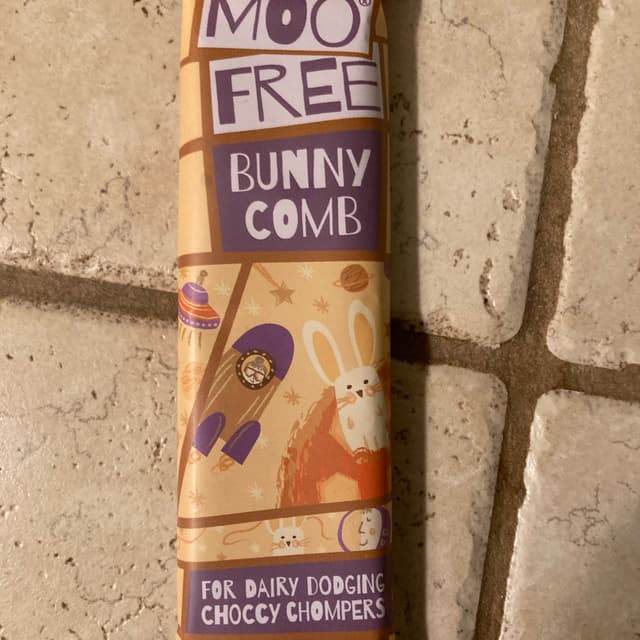 MOO®
FREE
BUNNY
COMB
FOR DAIRY DODGING
CHOCCY CHOMPERS